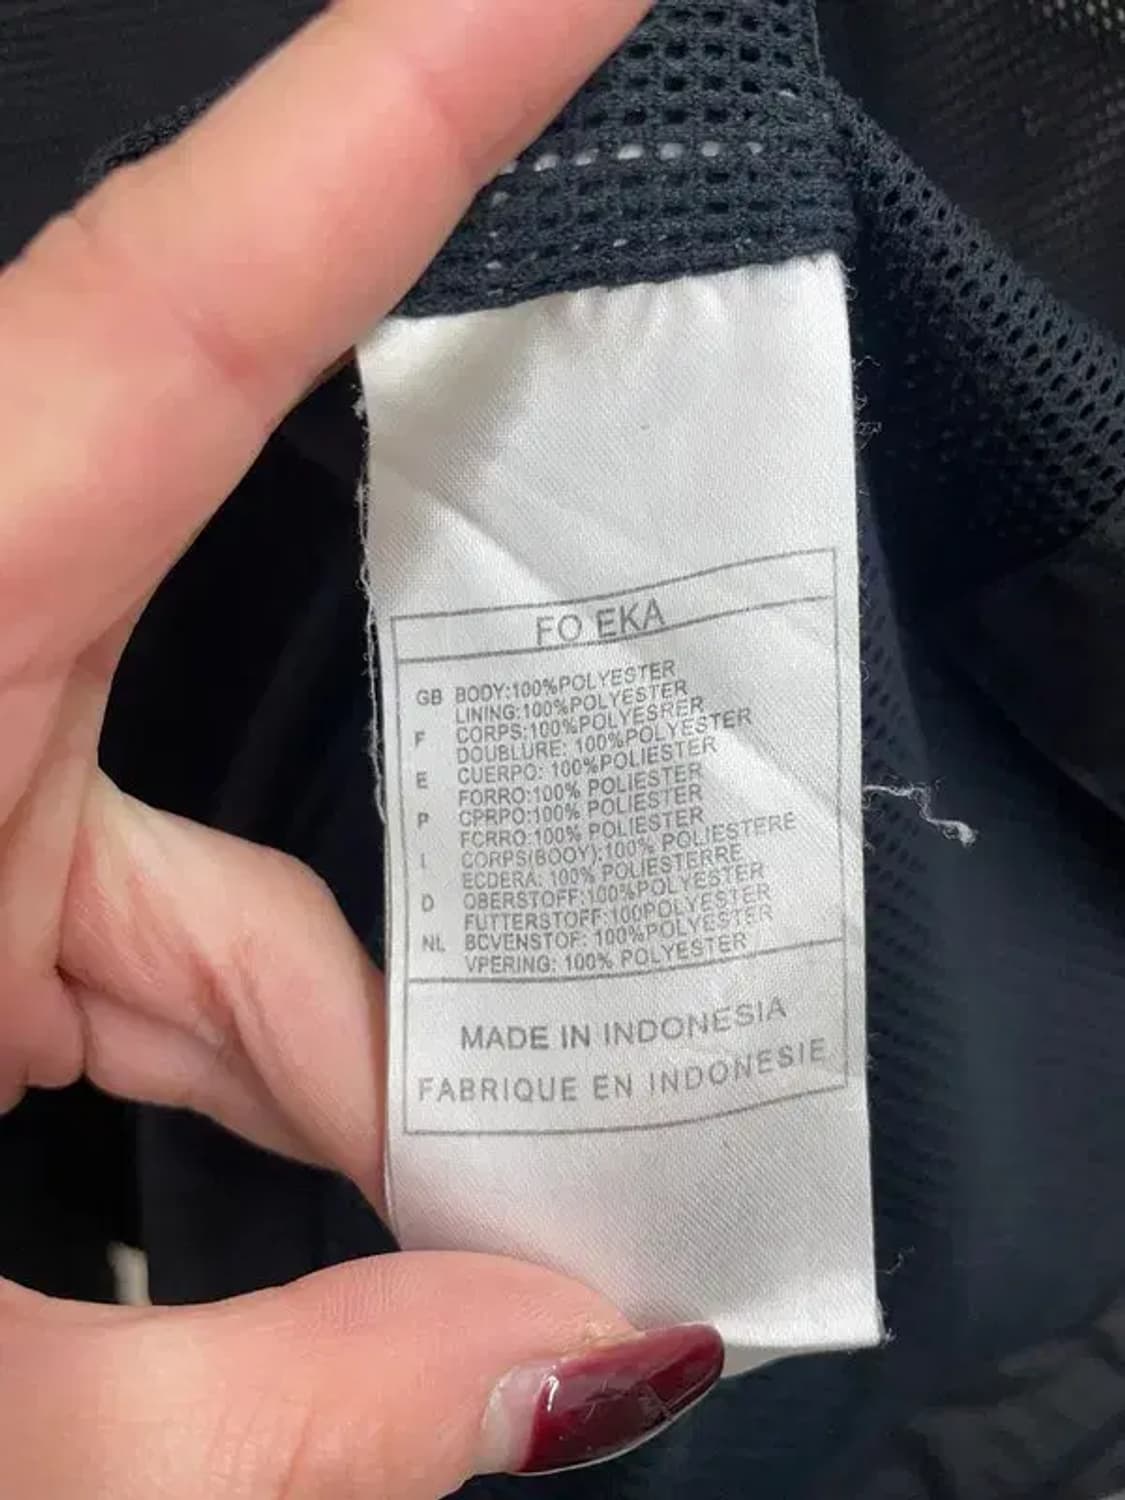 FO EKA
GB BODY:100%POLYESTER
LINING:100%POLYESTER
F CORPS:100%POLYESRER
DOUBLURE: 100%POLYESTER
E CUERPO: 100%POLIESTER
FORRO:100% POLIESTER
P CPRPO:100% POLIESTER
FCRRO:100% POLIESTER
I CORPS(BOOY):100% POLIESTERE
ECDERA: 100% POLIESTERRE
D OBERSTOFF:100%POLYESTER
FUTTERSTOFF:100POLYESTER
NL BCVENSTOF: 100%POLYESTER
VPERING: 100% POLYESTER
MADE IN INDONESIA
FABRIQUE EN INDONESIE